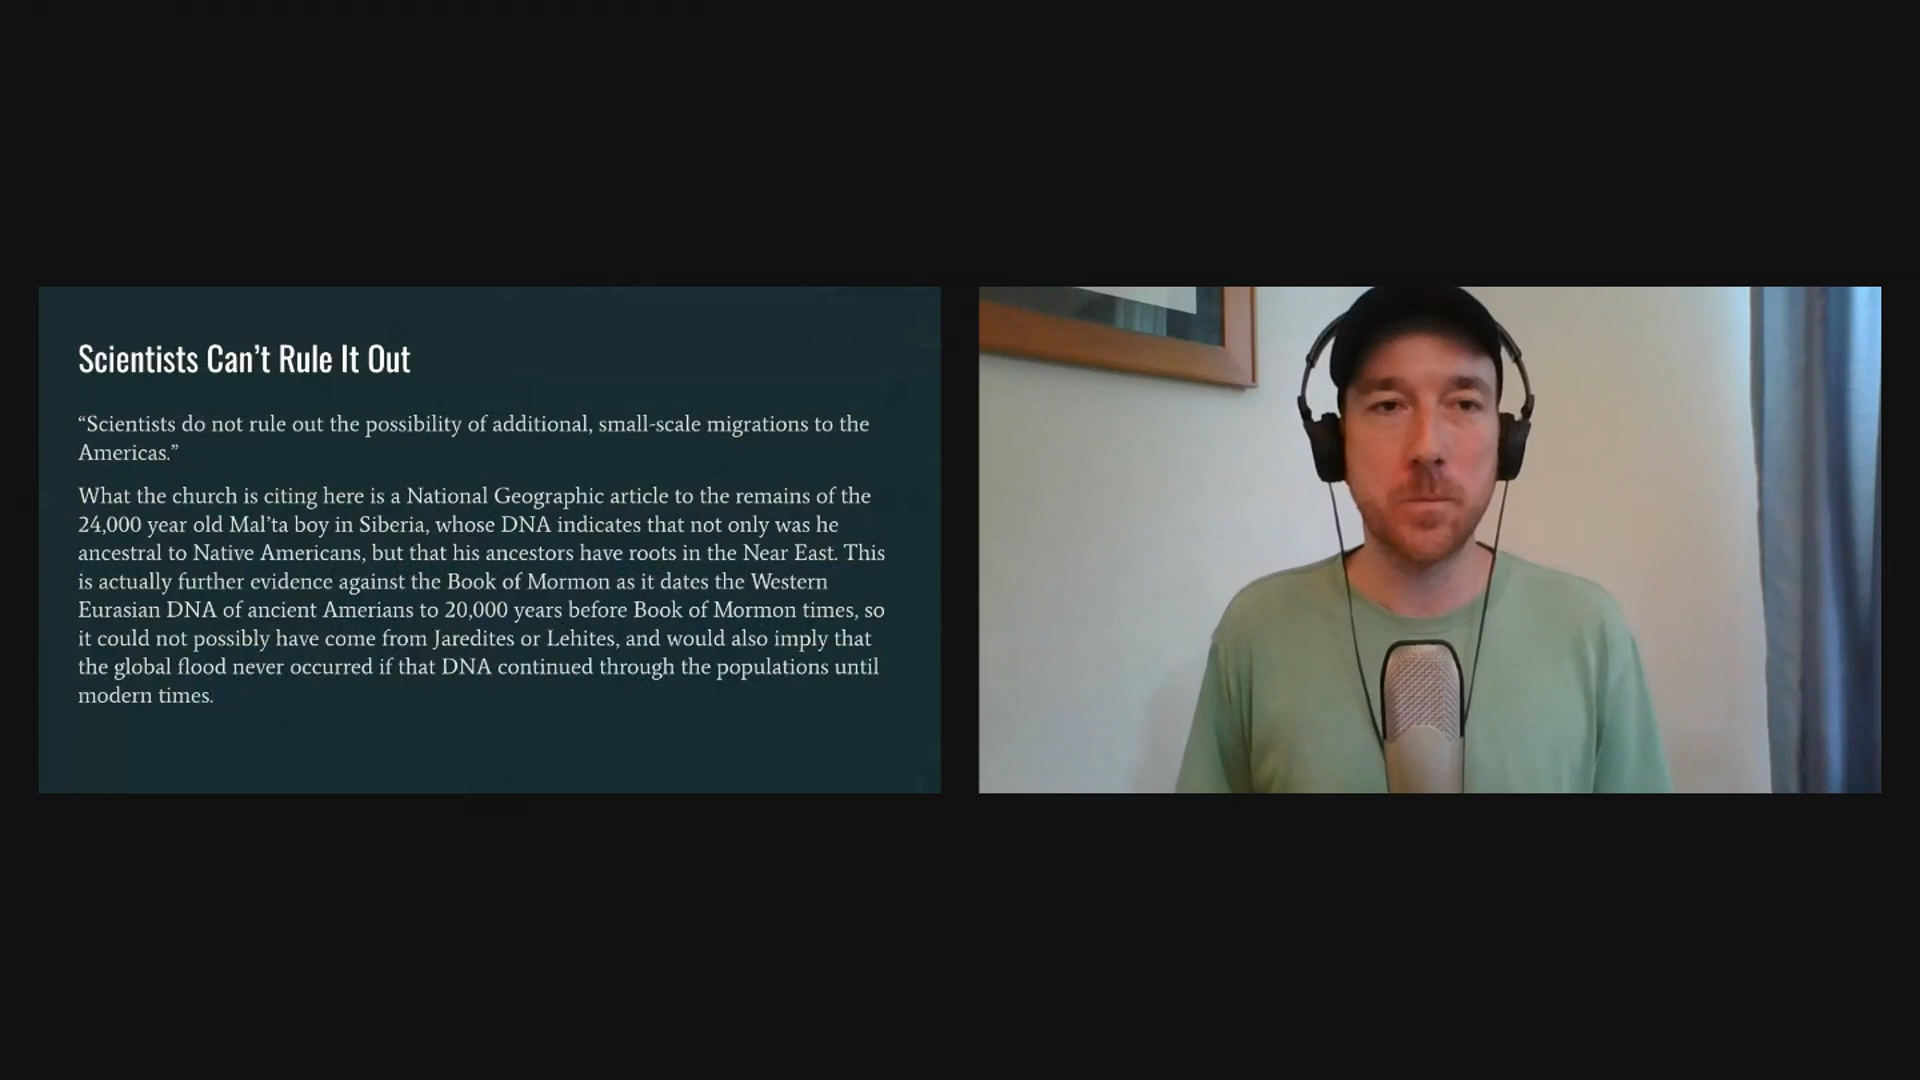 Scientists Can’t Rule It Out
“Scientists do not rule out the possibility of additional, small-scale migrations to the
Americas.”
What the church is citing here is a National Geographic article to the remains of the
24,000 year old Mal’ta boy in Siberia, whose DNA indicates that not only was he
ancestral to Native Americans, but that his ancestors have roots in the Near East. This
is actually further evidence against the Book of Mormon as it dates the Western
Eurasian DNA of ancient Amerians to 20,000 years before Book of Mormon times, so
it could not possibly have come from Jaredites or Lehites, and would also imply that
the global flood never occurred if that DNA continued through the populations until
modern times.